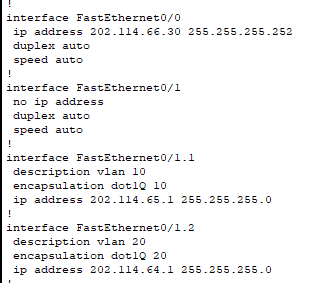 !
interface FastEthernet0/0
ip address 202.114.66.30 255.255.255.252
duplex auto
speed auto
!
interface FastEthernet0/1
no ip address
duplex auto
speed auto
!
interface FastEthernet0/1.1
description vlan 10
encapsulation dot1Q 10
ip address 202.114.65.1 255.255.255.0
!
interface FastEthernet0/1.2
description vlan 20
encapsulation dot1Q 20
ip address 202.114.64.1 255.255.255.0
!